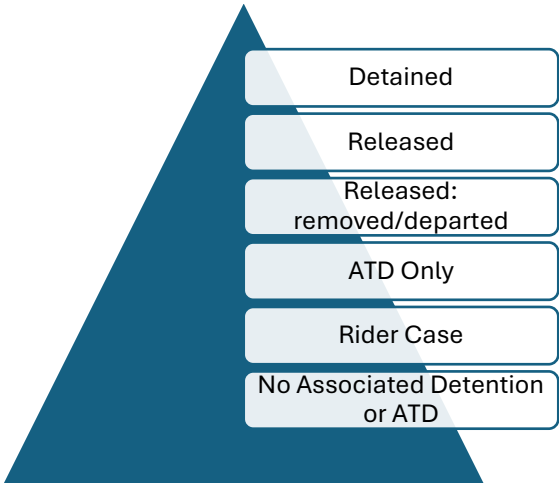 Detained
Released
Released:
removed/departed
ATD Only
Rider Case
No Associated Detention
or ATD